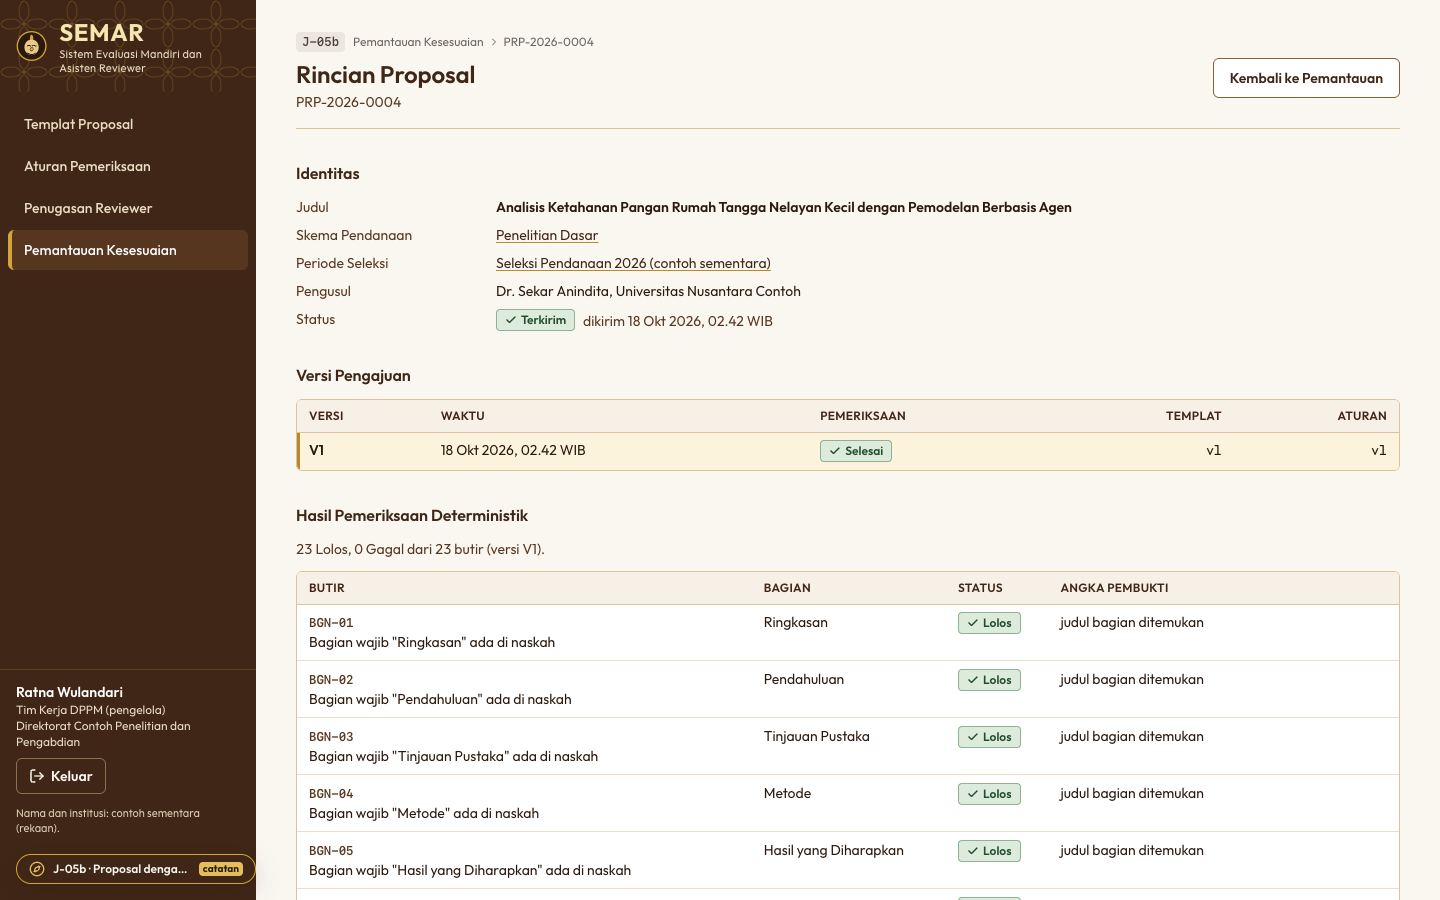 SEMAR
Sistem Evaluasi Mandiri dan
Asisten Reviewer
Templat Proposal
Aturan Pemeriksaan
Penugasan Reviewer
Pemantauan Kesesuaian
Ratna Wulandari
Tim Kerja DPPM (pengelola)
Direktorat Contoh Penelitian dan
Pengabdian
Keluar
Nama dan institusi: contoh sementara
(rekaan).
J-05b · Proposal denga... catatan
J-05b Pemantauan Kesesuaian > PRP-2026-0004
Rincian Proposal
PRP-2026-0004
Kembali ke Pemantauan
Identitas
Judul Analisis Ketahanan Pangan Rumah Tangga Nelayan Kecil dengan Pemodelan Berbasis Agen
Skema Pendanaan Penelitian Dasar
Periode Seleksi Seleksi Pendanaan 2026 (contoh sementara)
Pengusul Dr. Sekar Anindita, Universitas Nusantara Contoh
Status Terkirim dikirim 18 Okt 2026, 02.42 WIB
Versi Pengajuan
VERSI WAKTU PEMERIKSAAN TEMPLAT ATURAN
V1 18 Okt 2026, 02.42 WIB Selesai v1 v1
Hasil Pemeriksaan Deterministik
23 Lolos, 0 Gagal dari 23 butir (versi V1).
BUTIR BAGIAN STATUS ANGKA PEMBUKTI
BGN-01 Ringkasan Lolos judul bagian ditemukan
Bagian wajib "Ringkasan" ada di naskah
BGN-02 Pendahuluan Lolos judul bagian ditemukan
Bagian wajib "Pendahuluan" ada di naskah
BGN-03 Tinjauan Pustaka Lolos judul bagian ditemukan
Bagian wajib "Tinjauan Pustaka" ada di naskah
BGN-04 Metode Lolos judul bagian ditemukan
Bagian wajib "Metode" ada di naskah
BGN-05 Hasil yang Diharapkan Lolos judul bagian ditemukan
Bagian wajib "Hasil yang Diharapkan" ada di naskah